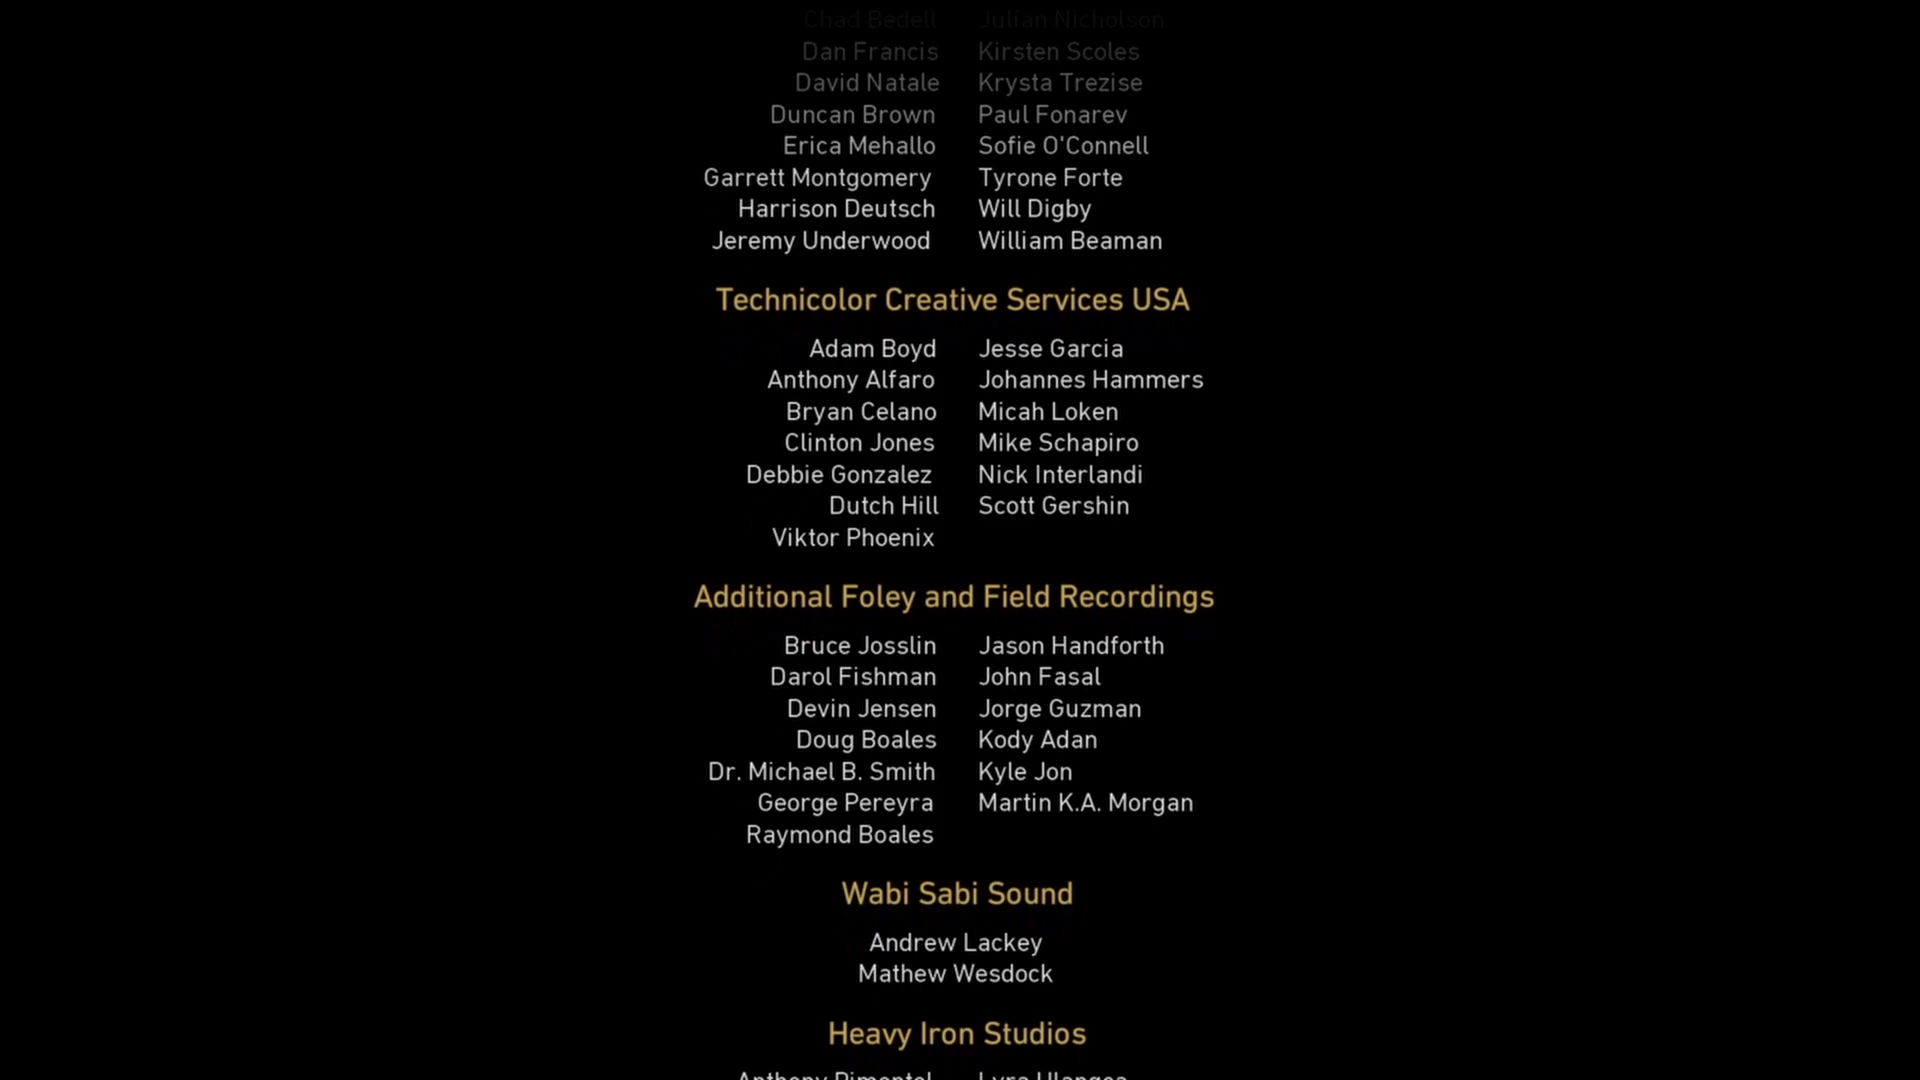 Chad Bedell Julian Nicholson
Dan Francis Kirsten Scoles
David Natale Krysta Trezise
Duncan Brown Paul Fonarev
Erica Mehallo Sofie O'Connell
Garrett Montgomery Tyrone Forte
Harrison Deutsch Will Digby
Jeremy Underwood William Beaman
Technicolor Creative Services USA
Adam Boyd Jesse Garcia
Anthony Alfaro Johannes Hammers
Bryan Celano Micah Loken
Clinton Jones Mike Schapiro
Debbie Gonzalez Nick Interlandi
Dutch Hill Scott Gershin
Viktor Phoenix
Additional Foley and Field Recordings
Bruce Josslin Jason Handforth
Darol Fishman John Fasal
Devin Jensen Jorge Guzman
Doug Boales Kody Adan
Dr. Michael B. Smith Kyle Jon
George Pereyra Martin K.A. Morgan
Raymond Boales
Wabi Sabi Sound
Andrew Lackey
Mathew Wesdock
Heavy Iron Studios
Anthony Pimentel